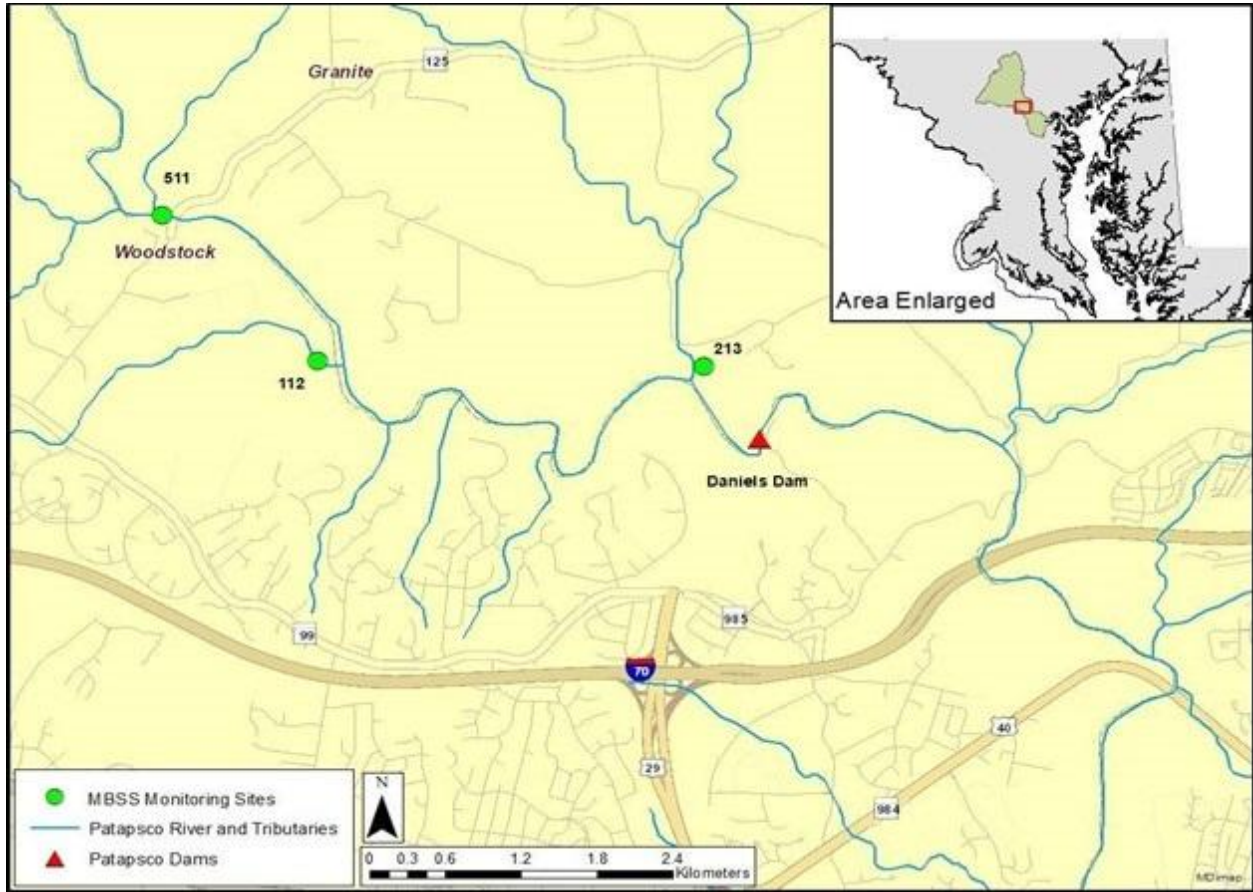 Granite
125
Area Enlarged
511
Woodstock
213
112
Daniels Dam
99
985
70
40
29
984
MBSS Monitoring Sites
Patapsco River and Tributaries
Patapsco Dams
N
0 0.3 0.6 1.2 1.8 2.4
Kilometers
MDimap